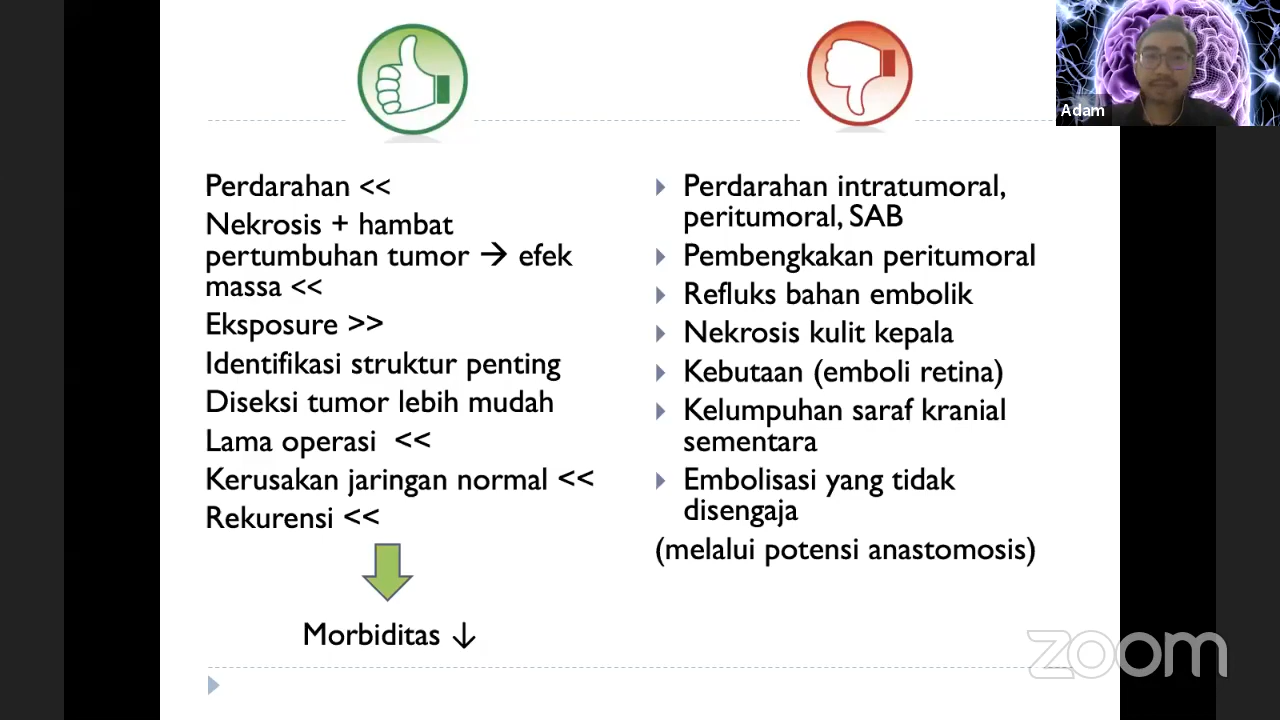 Adam
Perdarahan <<
Nekrosis + hambat
pertumbuhan tumor → efek
massa <<
Eksposure >>
Identifikasi struktur penting
Diseksi tumor lebih mudah
Lama operasi <<
Kerusakan jaringan normal <<
Rekurensi <<
Morbiditas ↓
Perdarahan intratumoral,
peritumoral, SAB
Pembengkakan peritumoral
Refluks bahan embolik
Nekrosis kulit kepala
Kebutaan (emboli retina)
Kelumpuhan saraf kranial
sementara
Embolisasi yang tidak
disengaja
(melalui potensi anastomosis)
zoom